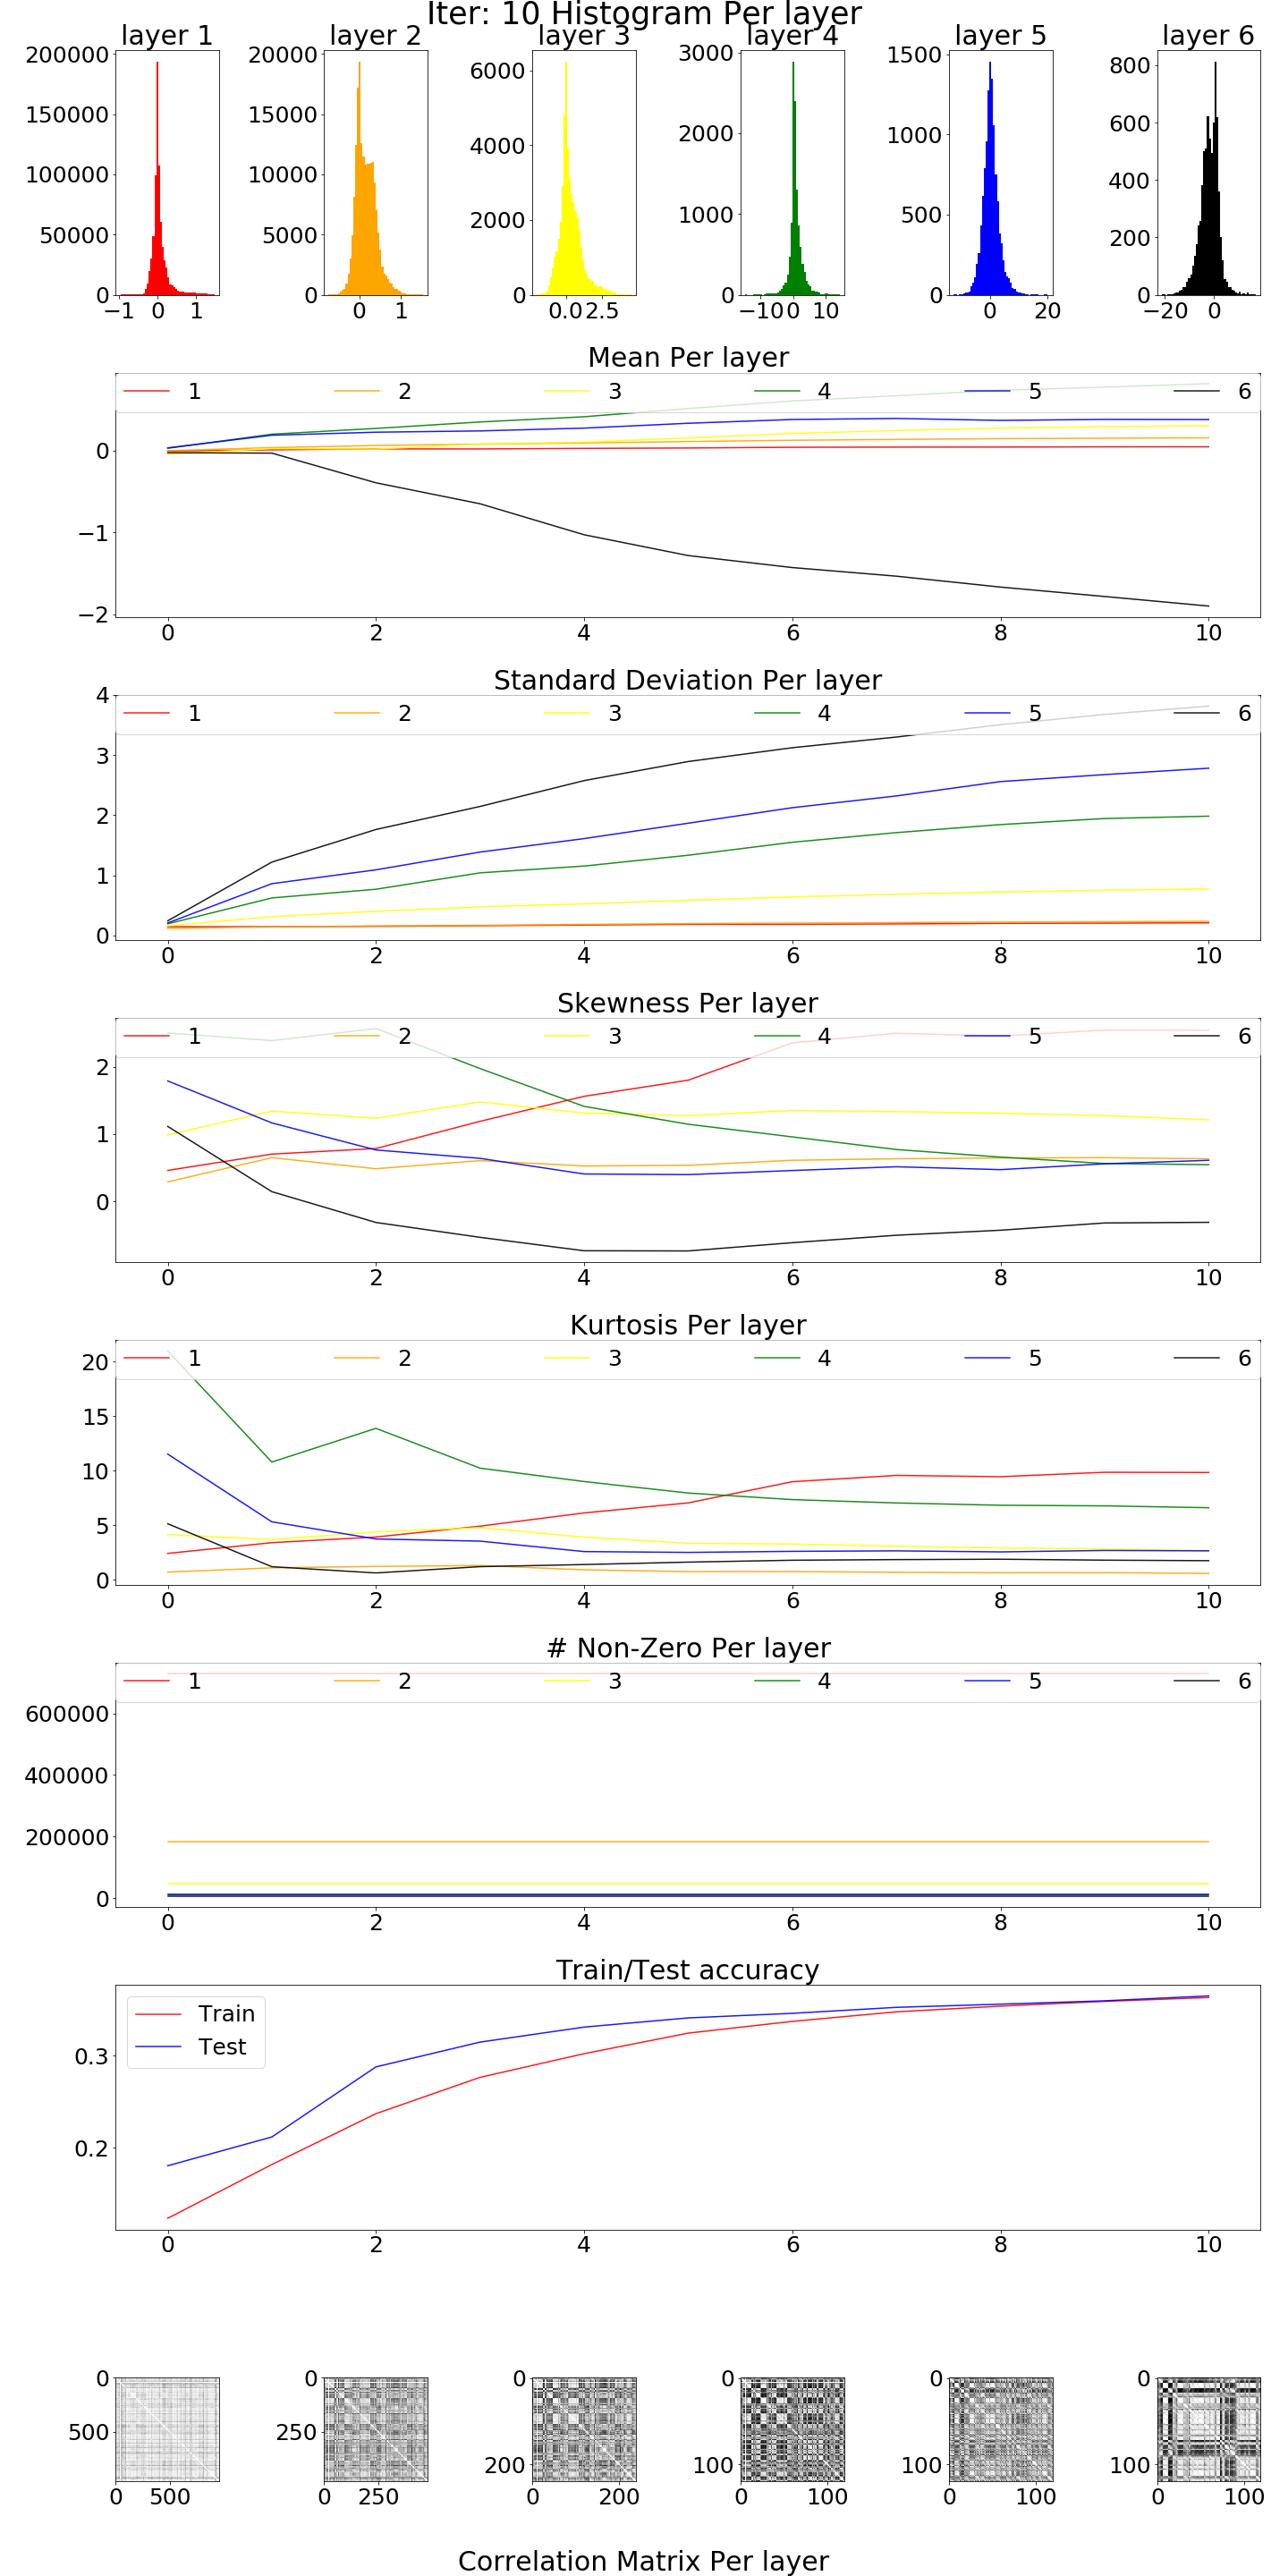 Iter: 10 Histogram Per layer
layer 1 layer 2 layer 3 layer 4 layer 5 layer 6
200000 20000 6000 3000 1500 800
150000 15000 4000 2000 1000 600
100000 10000 2000 1000 500 400
50000 5000 0 0 0 200
0 0 0
−1 0 1 0 1 0.0 2.5 −10 0 10 0 20 −20 0
Mean Per layer
1 2 3 4 5 6
0
−1
−2
0 2 4 6 8 10
Standard Deviation Per layer
4
1 2 3 4 5 6
3
2
1
0
0 2 4 6 8 10
Skewness Per layer
1 2 3 4 5 6
2
1
0
0 2 4 6 8 10
Kurtosis Per layer
20
1 2 3 4 5 6
15
10
5
0
0 2 4 6 8 10
# Non-Zero Per layer
1 2 3 4 5 6
600000
400000
200000
0
0 2 4 6 8 10
Train/Test accuracy
Train
Test
0.3
0.2
0 2 4 6 8 10
0 0 0 0 0 0
500 250 200 100 100 100
0 500 0 250 0 200 0 100 0 100 0 100
Correlation Matrix Per layer